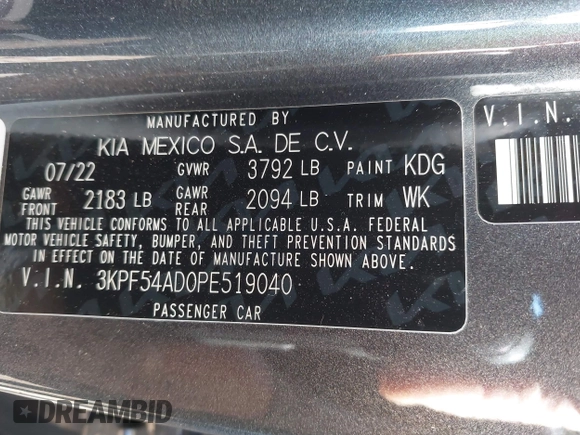 MANUFACTURED BY
KIA MEXICO S.A. DE C.V.
07/22 GVWR 3792 LB PAINT KDG
GAWR FRONT 2183 LB GAWR REAR 2094 LB TRIM WK
THIS VEHICLE CONFORMS TO ALL APPLICABLE U.S.A. FEDERAL
MOTOR VEHICLE SAFETY, BUMPER, AND THEFT PREVENTION STANDARDS
IN EFFECT ON THE DATE OF MANUFACTURE SHOWN ABOVE.
V.I.N. 3KPF54AD0PE519040
PASSENGER CAR
V.I.N.
DREAMBID